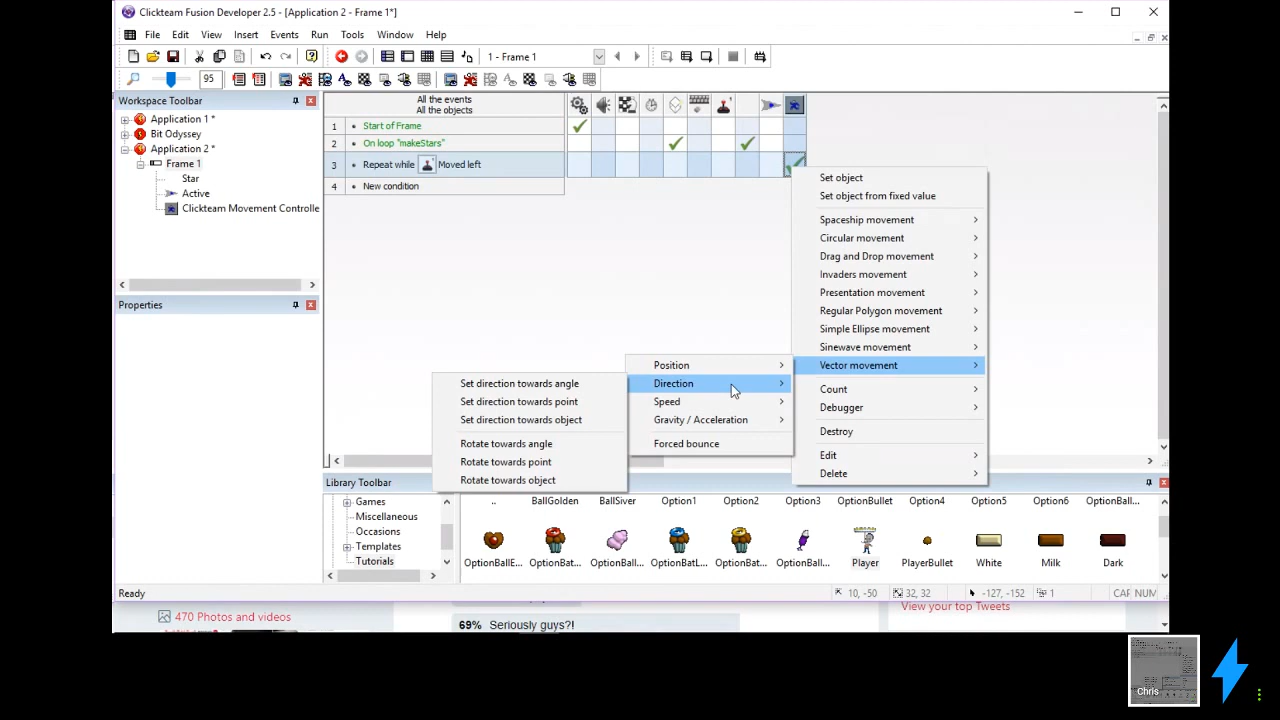 Clickteam Fusion Developer 2.5 - [Application 2 - Frame 1*]
File Edit View Insert Events Run Tools Window Help
1 - Frame 1
95
Workspace Toolbar
Application 1 *
Bit Odyssey
Application 2 *
Frame 1
Star
Active
Clickteam Movement Controlle
Properties
All the events
All the objects
1 • Start of Frame
2 • On loop "makeStars"
3 • Repeat while Moved left
4 • New condition
Set object
Set object from fixed value
Spaceship movement
Circular movement
Drag and Drop movement
Invaders movement
Presentation movement
Regular Polygon movement
Simple Ellipse movement
Sinewave movement
Vector movement
Count
Debugger
Destroy
Edit
Delete
Position
Direction
Speed
Gravity / Acceleration
Forced bounce
Set direction towards angle
Set direction towards point
Set direction towards object
Rotate towards angle
Rotate towards point
Rotate towards object
Library Toolbar
Games
Miscellaneous
Occasions
Templates
Tutorials
.. BallGolden BallSiver Option1 Option2 Option3 OptionBullet Option4 Option5 Option6 OptionBall...
OptionBallE... OptionBat... OptionBall... OptionBatL... OptionBat... OptionBall... Player PlayerBullet White Milk Dark
Ready
10, -50 32, 32 -127, -152 1 CAP NUM
470 Photos and videos
69% Seriously guys?!
View your top Tweets
Chris